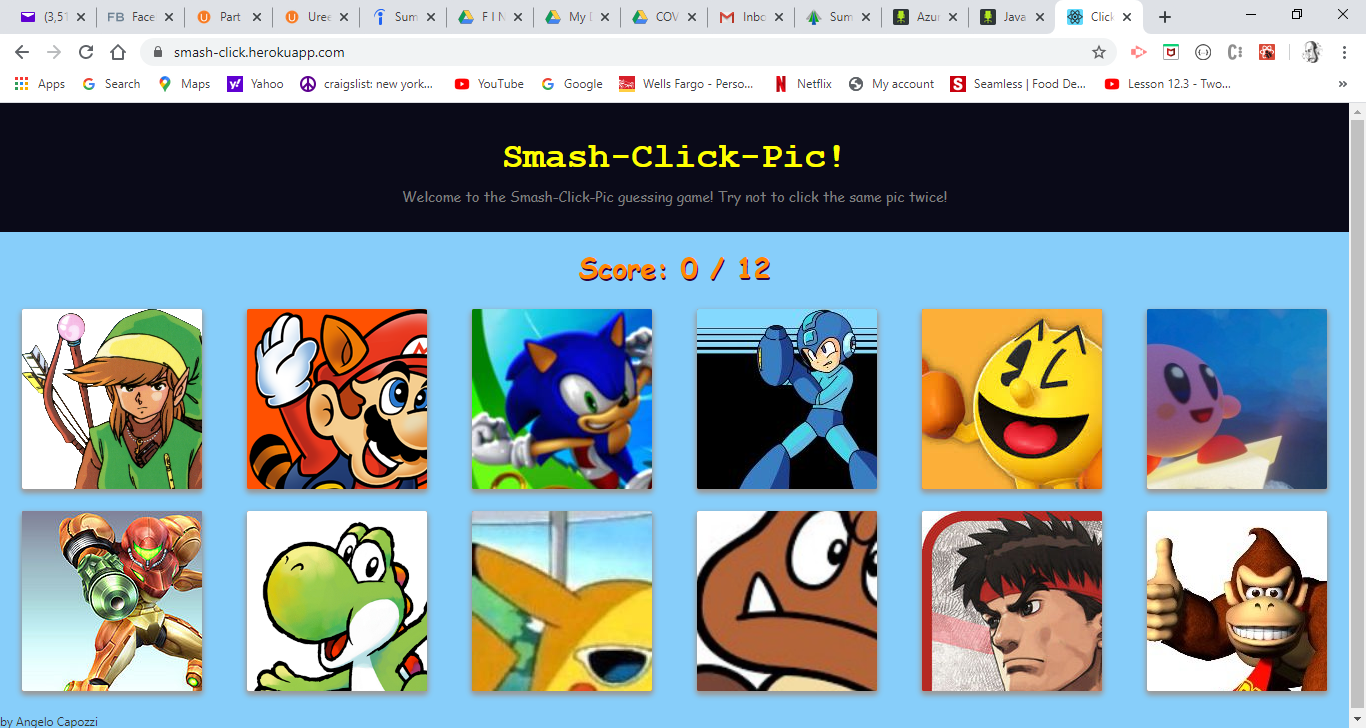 (3,51 Face Part Uree Sum F I N My D COV Inbo Sum Azur Java Click
smash-click.herokuapp.com
Apps Search Maps Yahoo craigslist: new york... YouTube Google Wells Fargo - Perso... Netflix My account Seamless | Food De... Lesson 12.3 - Two... »
Smash-Click-Pic!
Welcome to the Smash-Click-Pic guessing game! Try not to click the same pic twice!
Score: 0 / 12
by Angelo Capozzi